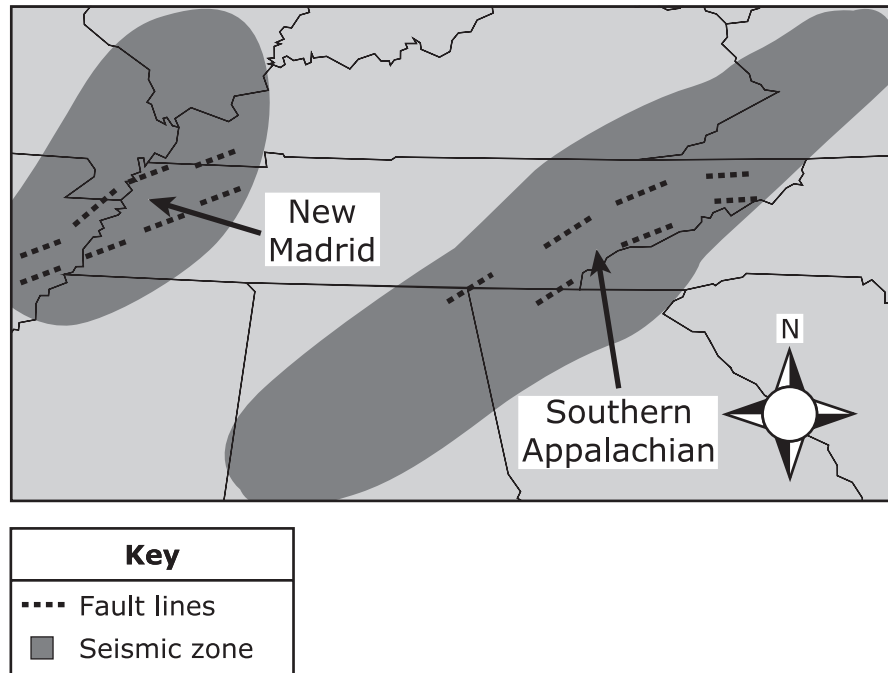 New
Madrid
N
Southern
Appalachian
Key
Fault lines
Seismic zone